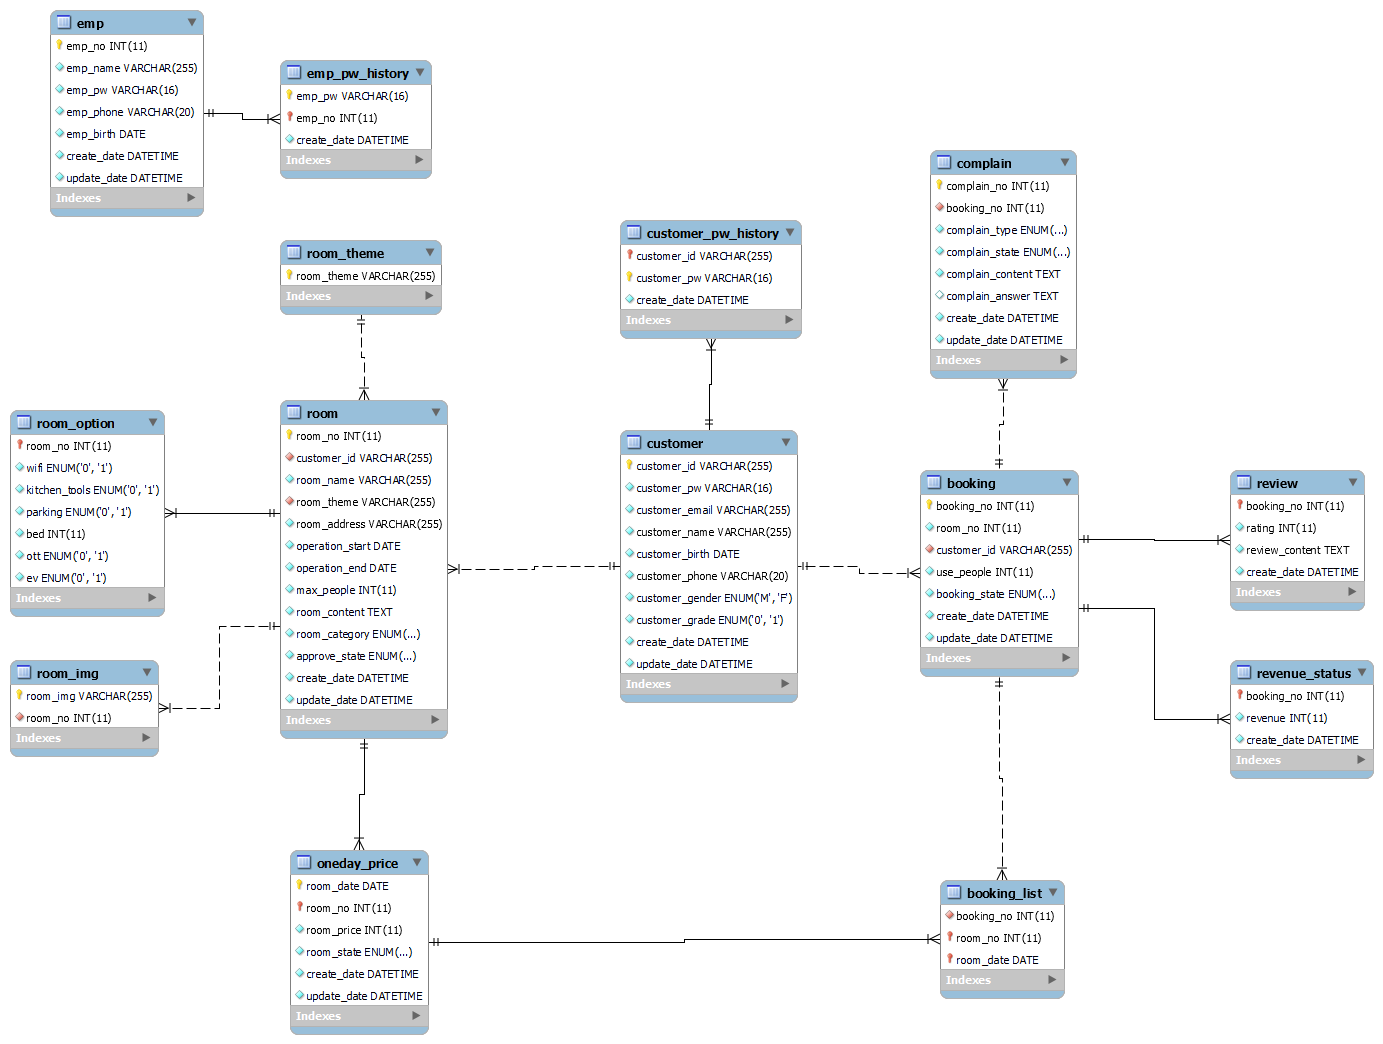 emp
emp_no INT(11)
emp_name VARCHAR(255)
emp_pw VARCHAR(16)
emp_phone VARCHAR(20)
emp_birth DATE
create_date DATETIME
update_date DATETIME
Indexes
emp_pw_history
emp_pw VARCHAR(16)
emp_no INT(11)
create_date DATETIME
Indexes
room_theme
room_theme VARCHAR(255)
Indexes
customer_pw_history
customer_id VARCHAR(255)
customer_pw VARCHAR(16)
create_date DATETIME
Indexes
complain
complain_no INT(11)
booking_no INT(11)
complain_type ENUM(...)
complain_state ENUM(...)
complain_content TEXT
complain_answer TEXT
create_date DATETIME
update_date DATETIME
Indexes
room_option
room_no INT(11)
wifi ENUM('0', '1')
kitchen_tools ENUM('0', '1')
parking ENUM('0', '1')
bed INT(11)
ott ENUM('0', '1')
ev ENUM('0', '1')
Indexes
room
room_no INT(11)
customer_id VARCHAR(255)
room_name VARCHAR(255)
room_theme VARCHAR(255)
room_address VARCHAR(255)
operation_start DATE
operation_end DATE
max_people INT(11)
room_content TEXT
room_category ENUM(...)
approve_state ENUM(...)
create_date DATETIME
update_date DATETIME
Indexes
customer
customer_id VARCHAR(255)
customer_pw VARCHAR(16)
customer_email VARCHAR(255)
customer_name VARCHAR(255)
customer_birth DATE
customer_phone VARCHAR(20)
customer_gender ENUM('M', 'F')
customer_grade ENUM('0', '1')
create_date DATETIME
update_date DATETIME
Indexes
booking
booking_no INT(11)
room_no INT(11)
customer_id VARCHAR(255)
use_people INT(11)
booking_state ENUM(...)
create_date DATETIME
update_date DATETIME
Indexes
review
booking_no INT(11)
rating INT(11)
review_content TEXT
create_date DATETIME
Indexes
room_img
room_img VARCHAR(255)
room_no INT(11)
Indexes
revenue_status
booking_no INT(11)
revenue INT(11)
create_date DATETIME
Indexes
oneday_price
room_date DATE
room_no INT(11)
room_price INT(11)
room_state ENUM(...)
create_date DATETIME
update_date DATETIME
Indexes
booking_list
booking_no INT(11)
room_no INT(11)
room_date DATE
Indexes